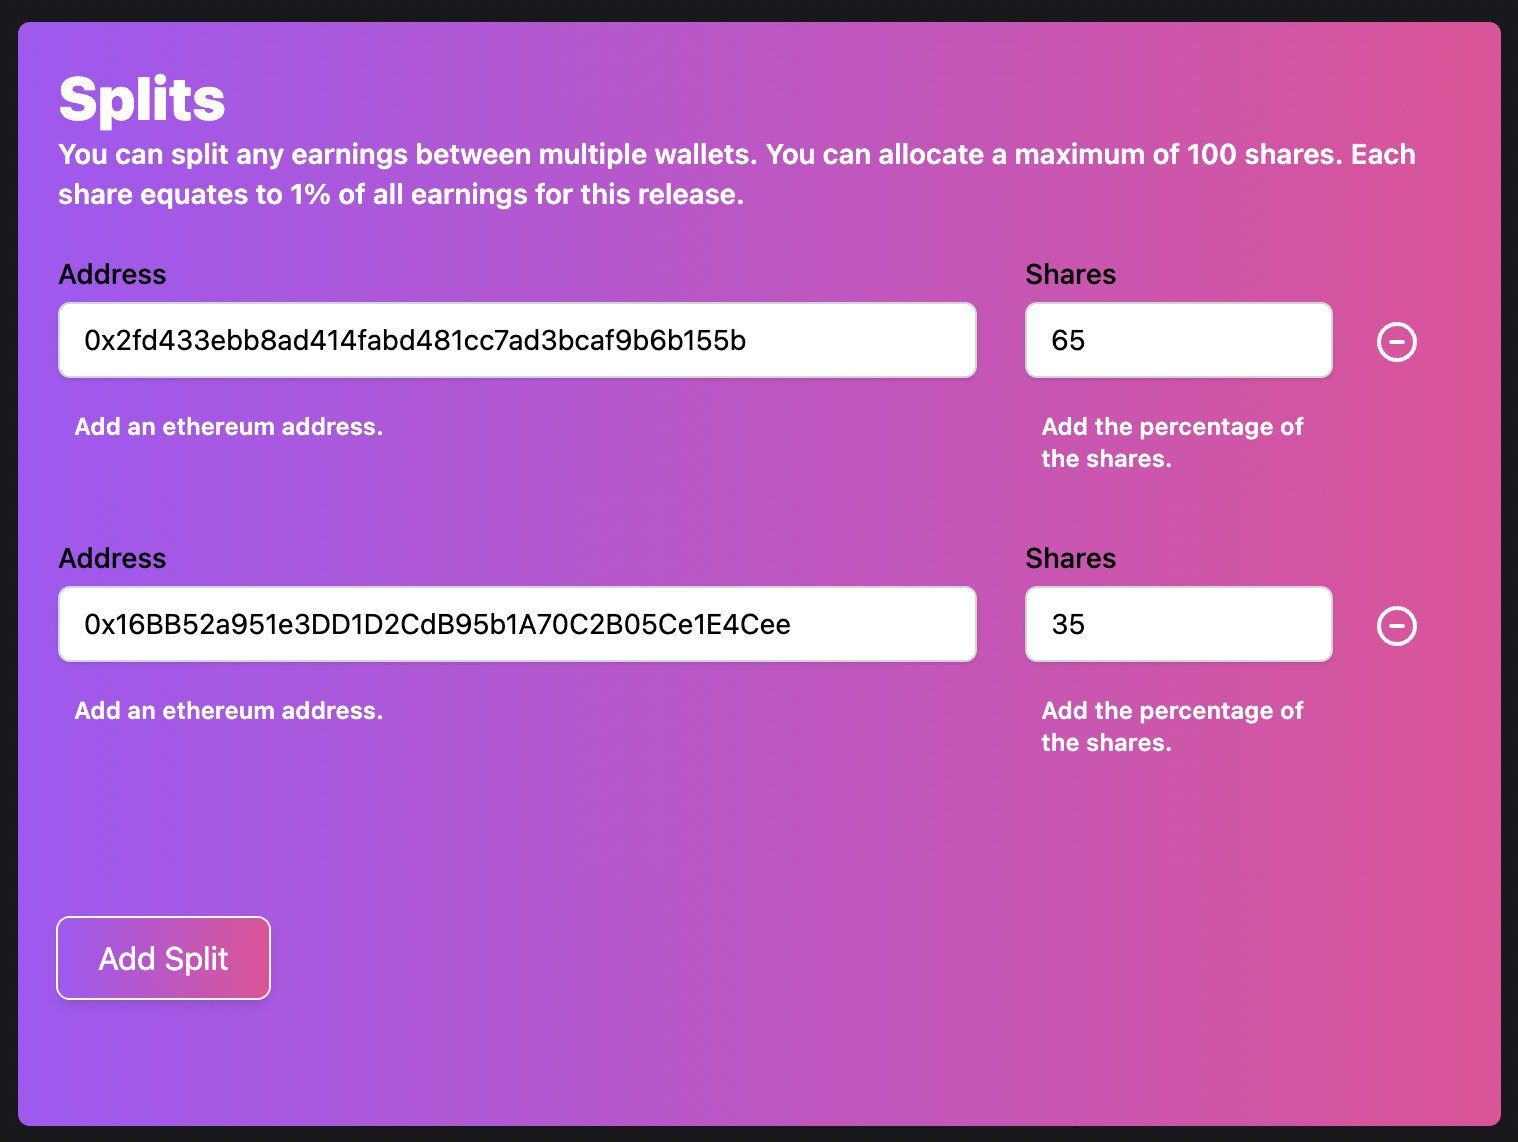 Splits
You can split any earnings between multiple wallets. You can allocate a maximum of 100 shares. Each
share equates to 1% of all earnings for this release.
Address
Shares
0x2fd433ebb8ad414fabd481cc7ad3bcaf9b6b155b
65
Add an ethereum address.
Add the percentage of
the shares.
Address
Shares
0x16BB52a951e3DD1D2CdB95b1A70C2B05Ce1E4Cee
35
Add an ethereum address.
Add the percentage of
the shares.
Add Split